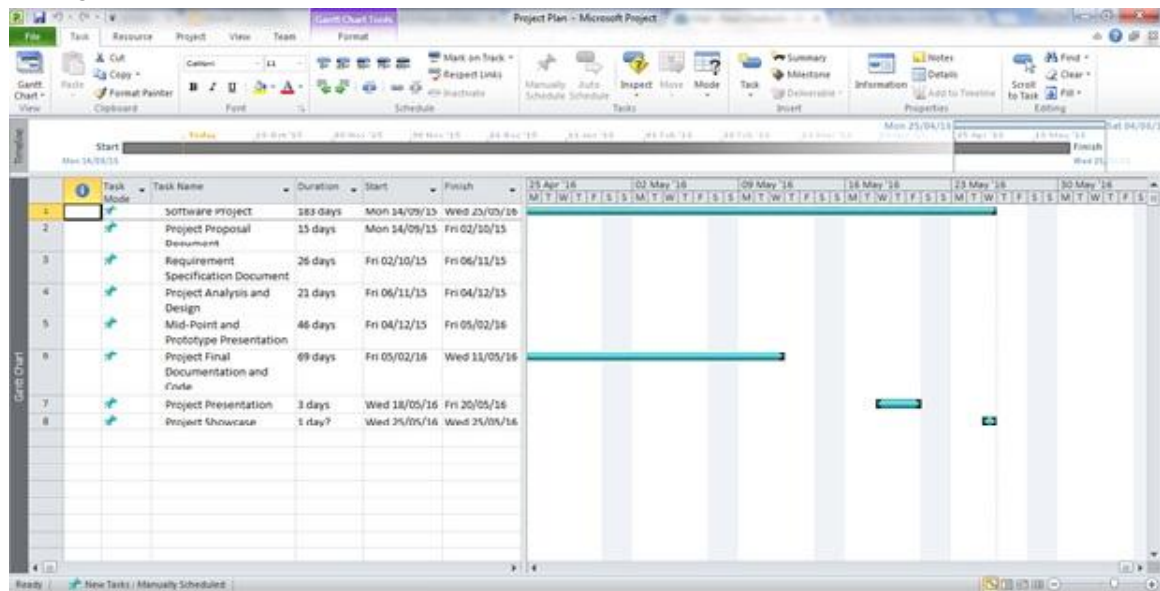 Gantt Chart Tools
Project Plan - Microsoft Project
File Task Resource Project View Team Format
Gantt Chart
Paste
Cut
Copy
Format Painter
Calibri 11
B I U A
Mark on Track
Respect Links
Inactivate
Manually Schedule
Auto Schedule
Inspect
Move
Mode
Task
Summary
Milestone
Deliverable
Information
Notes
Details
Add to Timeline
Scroll to Task
Find
Clear
Fill
View Clipboard Font Schedule Tasks Insert Properties Editing
Timeline
Today
Mon 25/04/16
Start
Finish
Mon 14/09/15
Task Mode Task Name Duration Start Finish
25 Apr '16 02 May '16 09 May '16 16 May '16 23 May '16 30 May '16
M T W T F S S M T W T F S S M T W T F S S M T W T F S S M T W T F S S M T W T F S
1 Software Project 183 days Mon 14/09/15 Wed 25/05/16
2 Project Proposal Document 15 days Mon 14/09/15 Fri 02/10/15
3 Requirement Specification Document 26 days Fri 02/10/15 Fri 06/11/15
4 Project Analysis and Design 21 days Fri 06/11/15 Fri 04/12/15
5 Mid-Point and Prototype Presentation 46 days Fri 04/12/15 Fri 05/02/16
6 Project Final Documentation and Code 69 days Fri 05/02/16 Wed 11/05/16
7 Project Presentation 3 days Wed 18/05/16 Fri 20/05/16
8 Project Showcase 1 day? Wed 25/05/16 Wed 25/05/16
Gantt Chart
Ready
New Tasks : Manually Scheduled